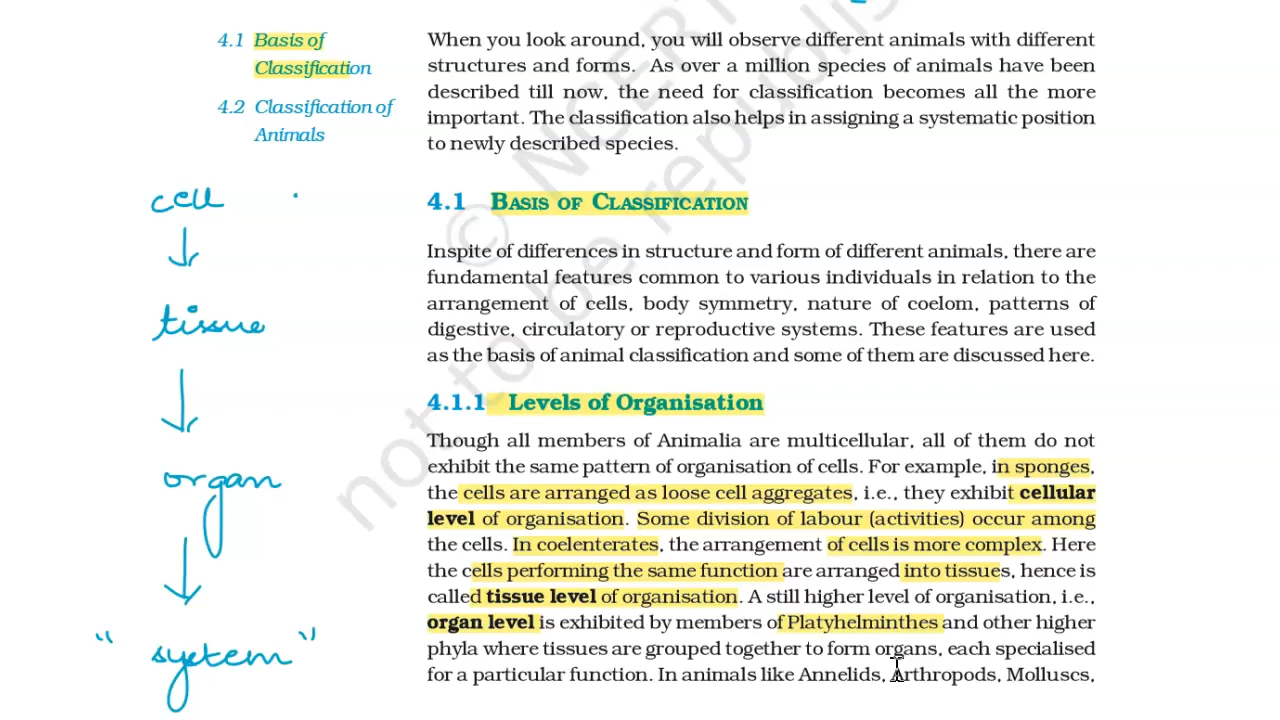 4.1 Basis of
Classification
4.2 Classification of
Animals
When you look around, you will observe different animals with different
structures and forms. As over a million species of animals have been
described till now, the need for classification becomes all the more
important. The classification also helps in assigning a systematic position
to newly described species.
4.1 BASIS OF CLASSIFICATION
Inspite of differences in structure and form of different animals, there are
fundamental features common to various individuals in relation to the
arrangement of cells, body symmetry, nature of coelom, patterns of
digestive, circulatory or reproductive systems. These features are used
as the basis of animal classification and some of them are discussed here.
4.1.1 Levels of Organisation
Though all members of Animalia are multicellular, all of them do not
exhibit the same pattern of organisation of cells. For example, in sponges,
the cells are arranged as loose cell aggregates, i.e., they exhibit cellular
level of organisation. Some division of labour (activities) occur among
the cells. In coelenterates, the arrangement of cells is more complex. Here
the cells performing the same function are arranged into tissues, hence is
called tissue level of organisation. A still higher level of organisation, i.e.,
organ level is exhibited by members of Platyhelminthes and other higher
phyla where tissues are grouped together to form organs, each specialised
for a particular function. In animals like Annelids, Arthropods, Molluscs,
cell
tissue
organ
"system"
© NCERT
not to be republis